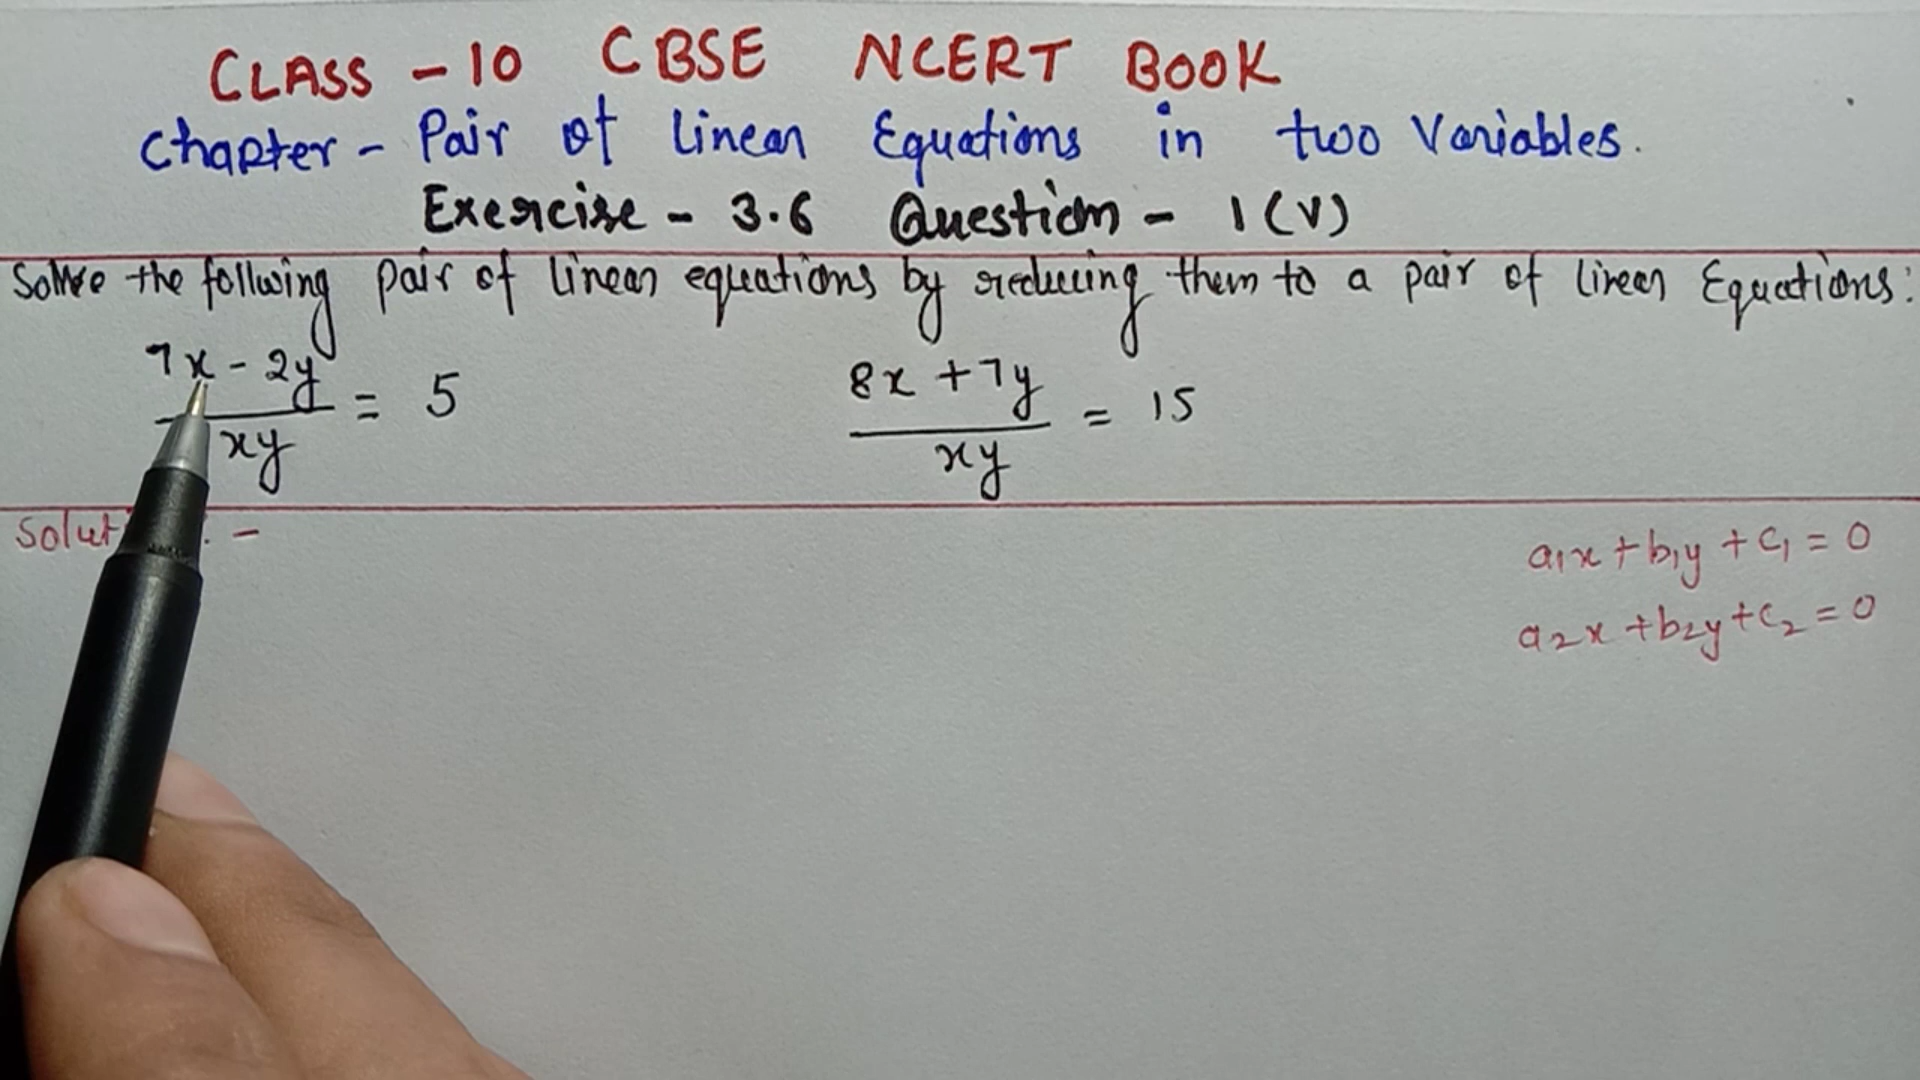 CLASS - 10 CBSE NCERT BOOK
Chapter - Pair of linear Equations in two Variables.
Exercise - 3.6 Question - 1 (V)
Solve the following pair of linear equations by reducing them to a pair of linear Equations:
7x - 2y / xy = 5    8x + 7y / xy = 15
Solut : -
a₁x + b₁y + c₁ = 0
a₂x + b₂y + c₂ = 0